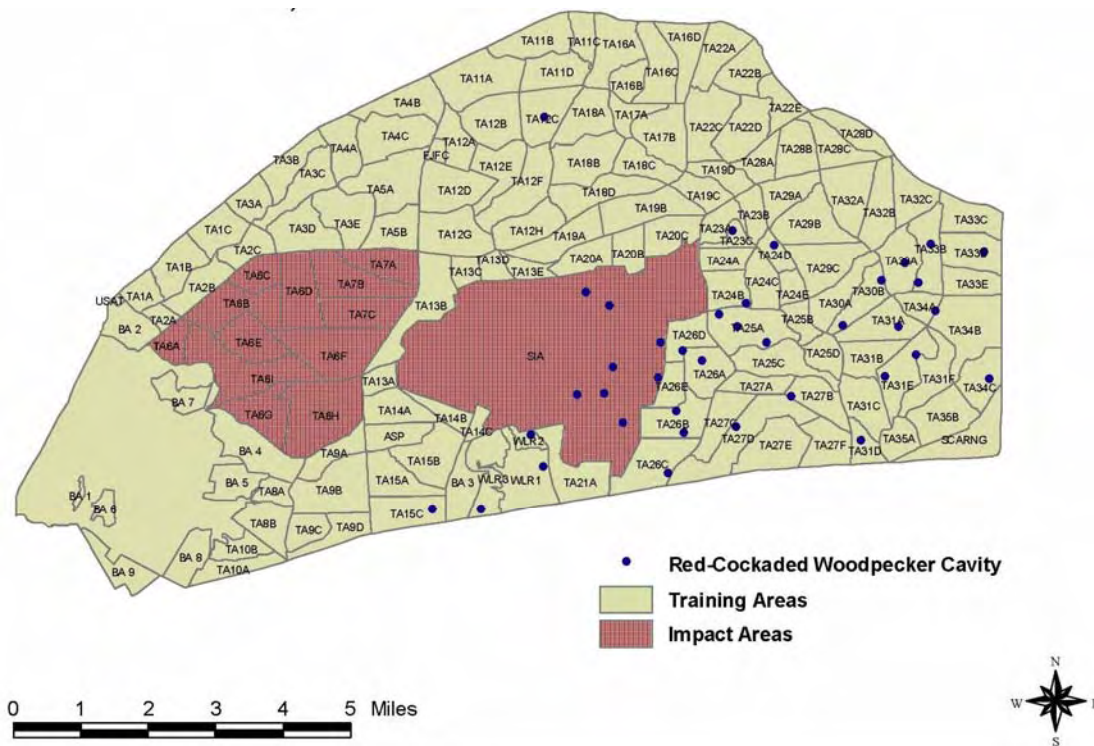 TA11B
TA11C
TA16A
TA16D
TA22A
TA11A
TA11D
TA16B
TA16C
TA22B
TA4B
TA12B
TA12C
TA18A
TA17A
TA22C
TA22D
TA22E
TA4C
TA12A
TA17B
TA28D
TA3B
TA4A
FJFC
TA12E
TA18B
TA18C
TA19D
TA28A
TA28B
TA28C
TA3C
TA5A
TA12D
TA12F
TA18D
TA19C
TA29A
TA32A
TA32B
TA32C
TA3A
TA3D
TA3E
TA5B
TA12G
TA12H
TA19A
TA19B
TA20C
TA23A
TA23B
TA23C
TA29B
TA33C
TA1C
TA2C
TA7A
TA13D
TA13C
TA13E
TA20A
TA20B
TA24A
TA24D
TA29C
TA33B
TA1B
TA2B
TA6C
TA6D
TA7B
TA24C
TA30B
TA33E
USAT
TA1A
TA6B
TA7C
TA13B
TA24B
TA24E
TA30A
TA34A
BA 2
TA2A
TA6A
TA6E
TA6F
SIA
TA26D
TA25A
TA25B
TA31A
TA34B
TA6I
TA13A
TA26A
TA25C
TA25D
TA31B
BA 7
TA26E
TA27A
TA27B
TA31E
TA31F
TA34C
TA6G
TA6H
TA14A
TA14B
TA26B
TA27C
TA31C
TA35B
BA 4
ASP
TA14C
WLR2
TA27D
TA27E
TA27F
TA31D
TA35A
SCARNG
TA9A
TA15B
TA26C
BA 5
TA8A
TA9B
TA15A
BA 3
WLR3
WLR1
TA21A
BA 1
BA 6
TA8B
TA9C
TA9D
TA15C
BA 8
TA10B
TA10A
BA 9
Red-Cockaded Woodpecker Cavity
Training Areas
Impact Areas
0 1 2 3 4 5 Miles
N
W
S